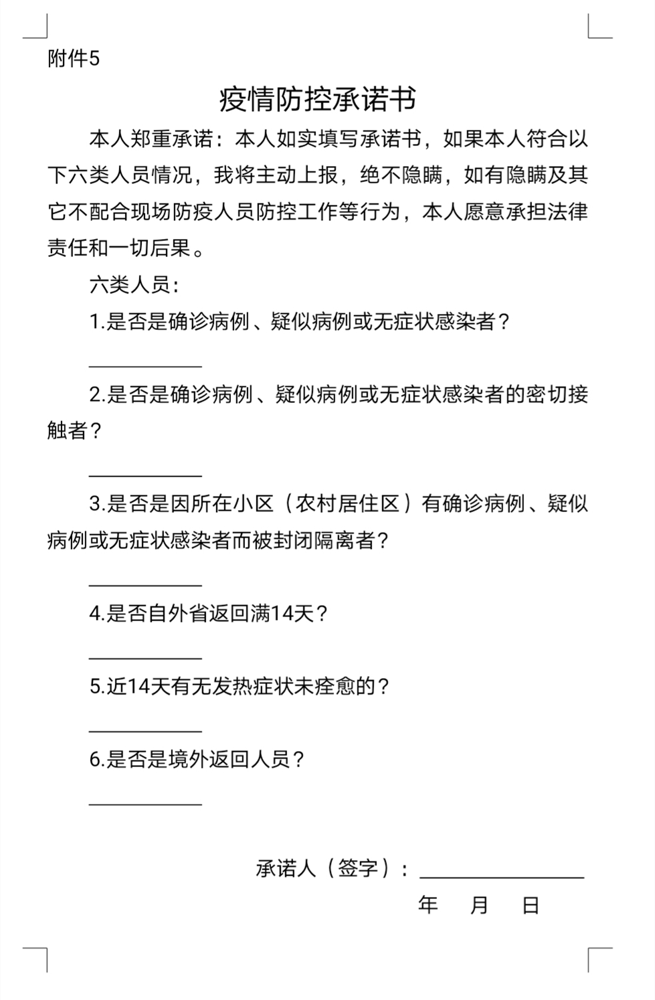 附件5
疫情防控承诺书
本人郑重承诺：本人如实填写承诺书，如果本人符合以
下六类人员情况，我将主动上报，绝不隐瞒，如有隐瞒及其
它不配合现场防疫人员防控工作等行为，本人愿意承担法律
责任和一切后果。
六类人员：
1.是否是确诊病例、疑似病例或无症状感染者？
2.是否是确诊病例、疑似病例或无症状感染者的密切接
触者？
3.是否是因所在小区（农村居住区）有确诊病例、疑似
病例或无症状感染者而被封闭隔离者？
4.是否自外省返回满14天？
5.近14天有无发热症状未痊愈的？
6.是否是境外返回人员？
承诺人（签字）：
年 月 日